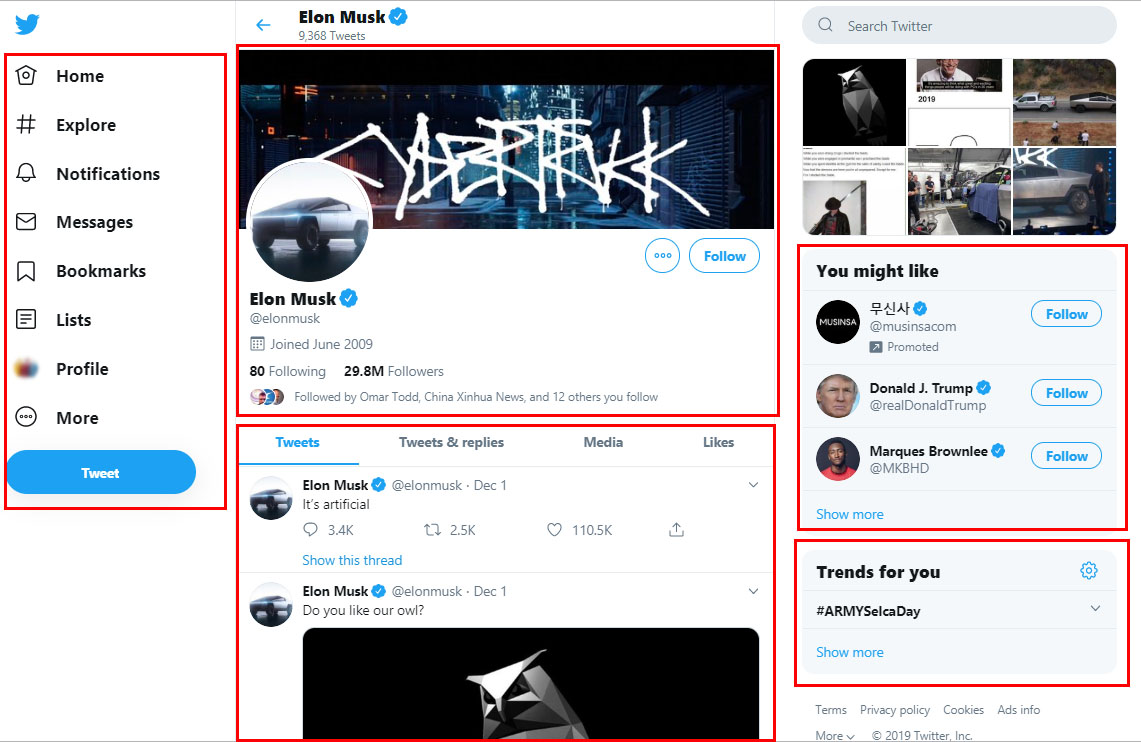 Home
Explore
Notifications
Messages
Bookmarks
Lists
Profile
More
Tweet
Elon Musk
9,368 Tweets
CYBERTRUCK
Follow
Elon Musk
@elonmusk
Joined June 2009
80 Following 29.8M Followers
Followed by Omar Todd, China Xinhua News, and 12 others you follow
Tweets Tweets & replies Media Likes
Elon Musk @elonmusk · Dec 1
It's artificial
3.4K 2.5K 110.5K
Show this thread
Elon Musk @elonmusk · Dec 1
Do you like our owl?
Search Twitter
2019
You might like
MUSINSA
무신사
@musinsacom
Promoted
Follow
Donald J. Trump
@realDonaldTrump
Follow
Marques Brownlee
@MKBHD
Follow
Show more
Trends for you
#ARMYSelcaDay
Show more
Terms Privacy policy Cookies Ads info
More © 2019 Twitter, Inc.